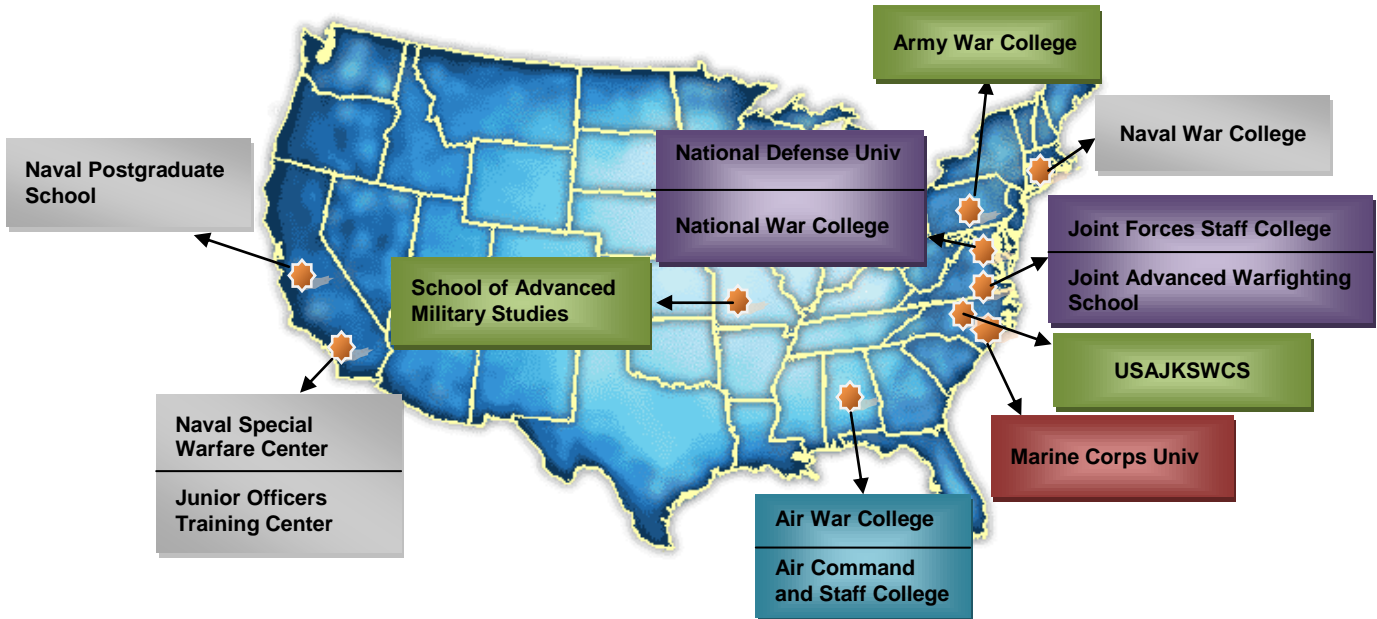 Army War College
Naval War College
National Defense Univ
National War College
Naval Postgraduate
School
Joint Forces Staff College
Joint Advanced Warfighting
School
School of Advanced
Military Studies
USAJKSWCS
Naval Special
Warfare Center
Junior Officers
Training Center
Marine Corps Univ
Air War College
Air Command
and Staff College